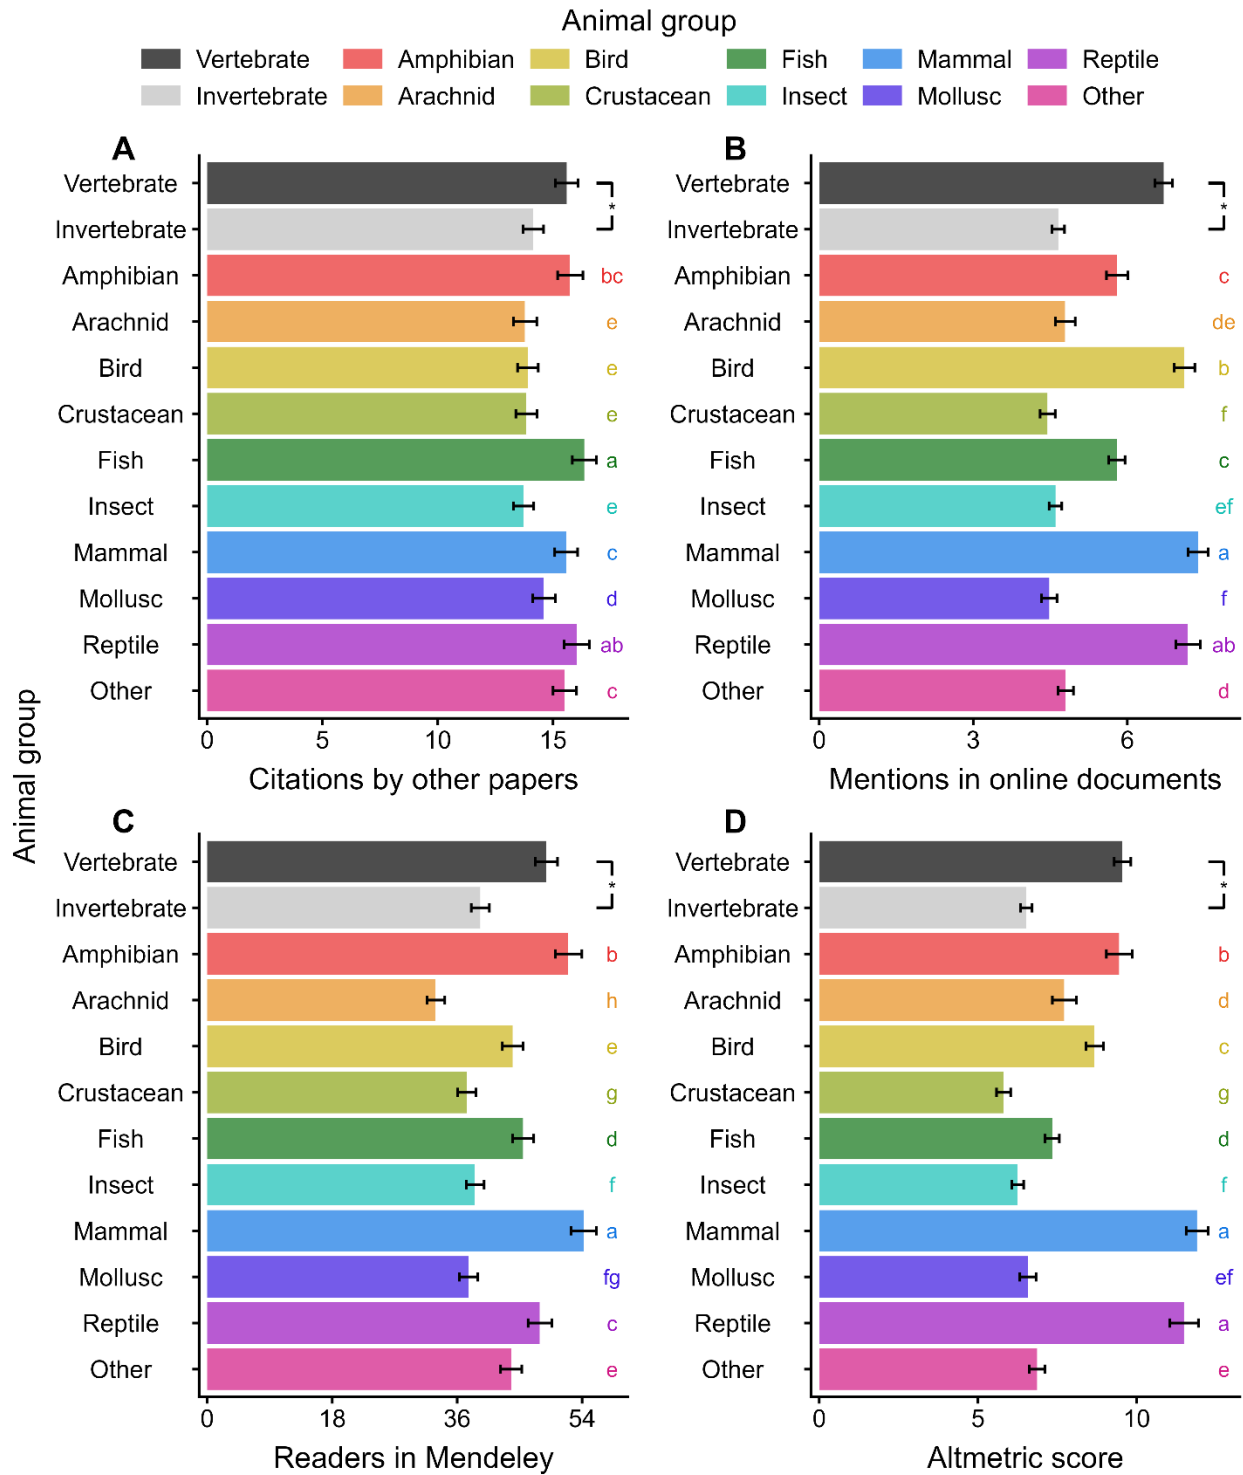 Animal group
Vertebrate Amphibian Bird Fish Mammal Reptile
Invertebrate Arachnid Crustacean Insect Mollusc Other
A
Vertebrate
*
Invertebrate
Amphibian bc
Arachnid e
Bird e
Crustacean e
Fish a
Insect e
Mammal c
Mollusc d
Reptile ab
Other c
0 5 10 15
Citations by other papers
B
Vertebrate
*
Invertebrate
Amphibian c
Arachnid de
Bird b
Crustacean f
Fish c
Insect ef
Mammal a
Mollusc f
Reptile ab
Other d
0 3 6
Mentions in online documents
Animal group
C
Vertebrate
*
Invertebrate
Amphibian b
Arachnid h
Bird e
Crustacean g
Fish d
Insect f
Mammal a
Mollusc fg
Reptile c
Other e
0 18 36 54
Readers in Mendeley
D
Vertebrate
*
Invertebrate
Amphibian b
Arachnid d
Bird c
Crustacean g
Fish d
Insect f
Mammal a
Mollusc ef
Reptile a
Other e
0 5 10
Altmetric score